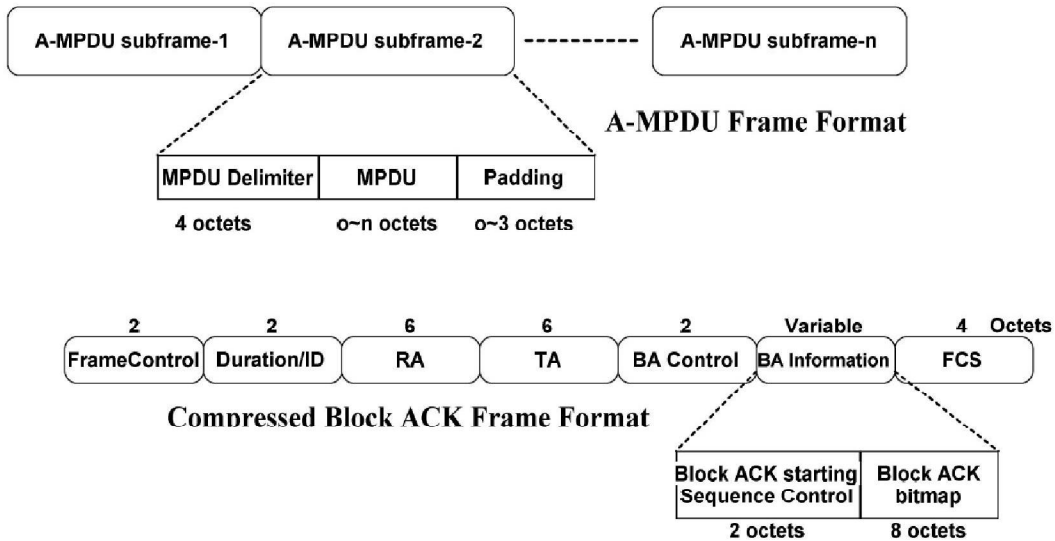 A-MPDU subframe-1 A-MPDU subframe-2 A-MPDU subframe-n
A-MPDU Frame Format
MPDU Delimiter MPDU Padding
4 octets o~n octets o~3 octets
2 2 6 6 2 Variable 4 Octets
FrameControl Duration/ID RA TA BA Control BA Information FCS
Compressed Block ACK Frame Format
Block ACK starting Block ACK
Sequence Control bitmap
2 octets 8 octets